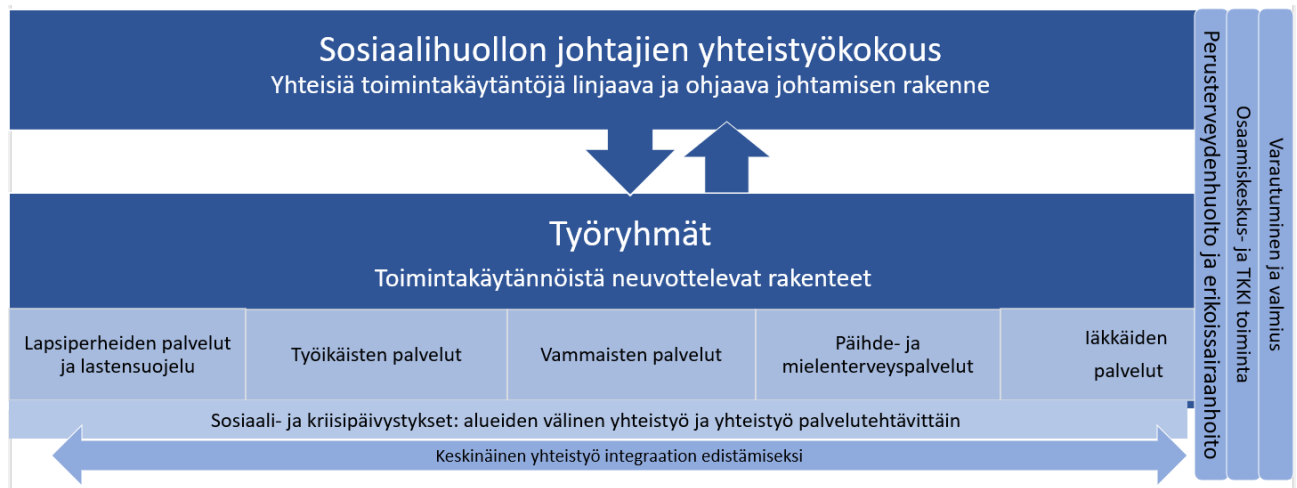 Sosiaalihuollon johtajien yhteistyökokous
Yhteisiä toimintakäytäntöjä linjaava ja ohjaava johtamisen rakenne
Työryhmät
Toimintakäytännöistä neuvottelevat rakenteet
Lapsiperheiden palvelut
ja lastensuojelu
Työikäisten palvelut
Vammaisten palvelut
Päihde- ja
mielenterveyspalvelut
Iäkkäiden
palvelut
Sosiaali- ja kriisipäivystykset: alueiden välinen yhteistyö ja yhteistyö palvelutehtävittäin
Keskinäinen yhteistyö integraation edistämiseksi
Perusterveydenhuolto ja erikoissairaanhoito
Osaamiskeskus- ja TKKI toiminta
Varautuminen ja valmius